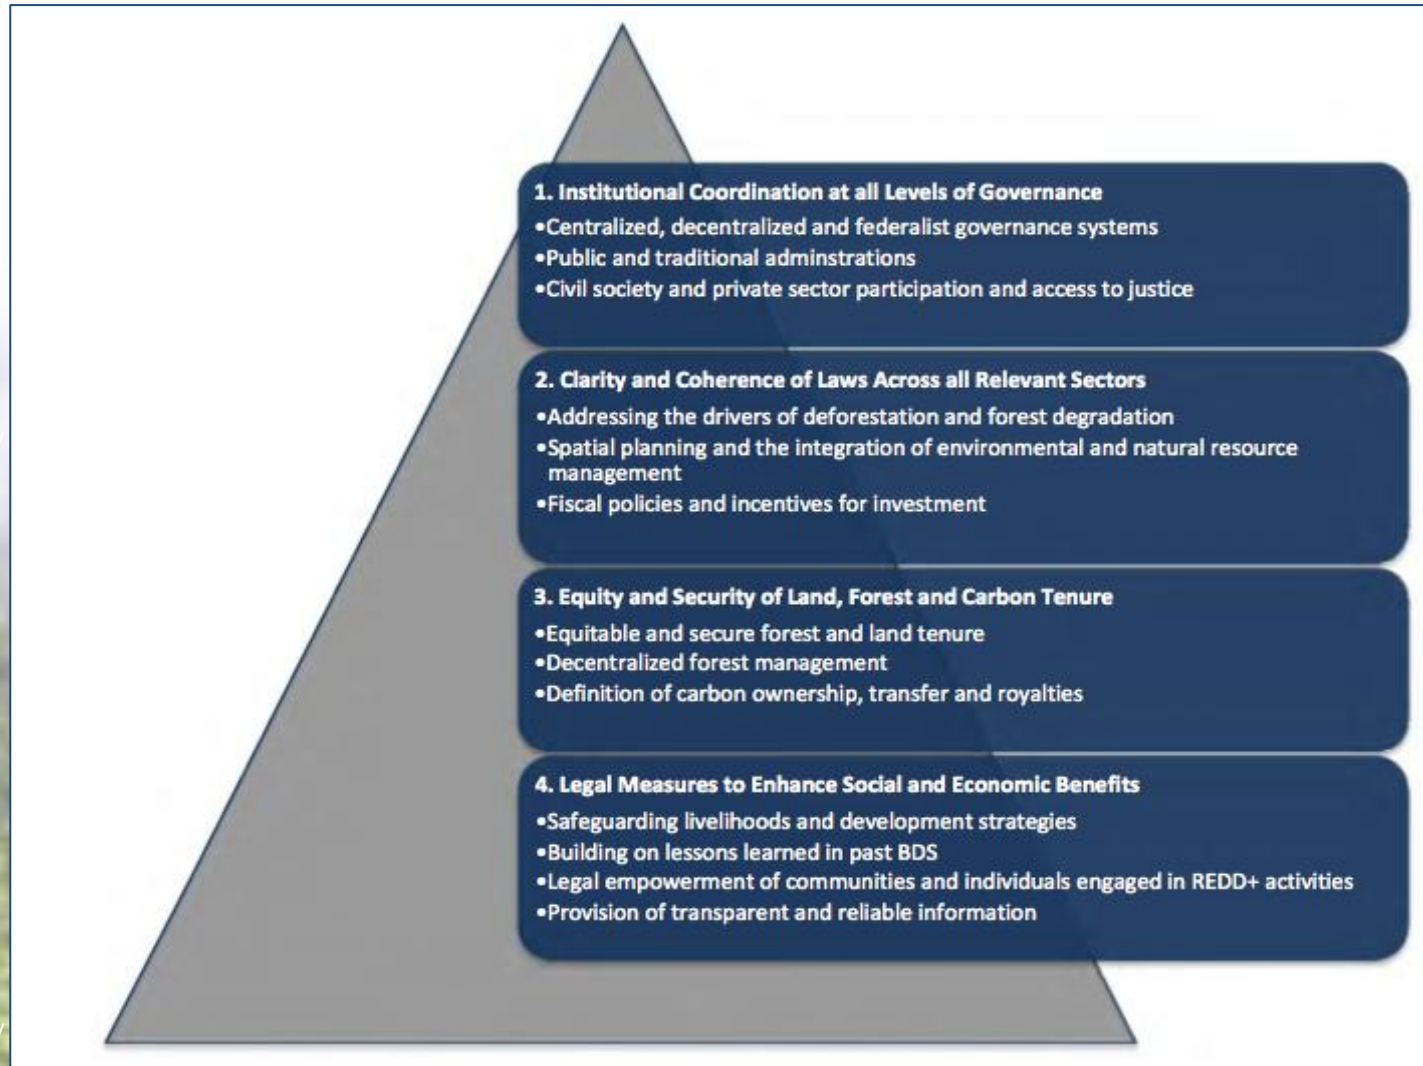 1. Institutional Coordination at all Levels of Governance
•Centralized, decentralized and federalist governance systems
•Public and traditional adminstrations
•Civil society and private sector participation and access to justice
2. Clarity and Coherence of Laws Across all Relevant Sectors
•Addressing the drivers of deforestation and forest degradation
•Spatial planning and the integration of environmental and natural resource
management
•Fiscal policies and incentives for investment
3. Equity and Security of Land, Forest and Carbon Tenure
•Equitable and secure forest and land tenure
•Decentralized forest management
•Definition of carbon ownership, transfer and royalties
4. Legal Measures to Enhance Social and Economic Benefits
•Safeguarding livelihoods and development strategies
•Building on lessons learned in past BDS
•Legal empowerment of communities and individuals engaged in REDD+ activities
•Provision of transparent and reliable information